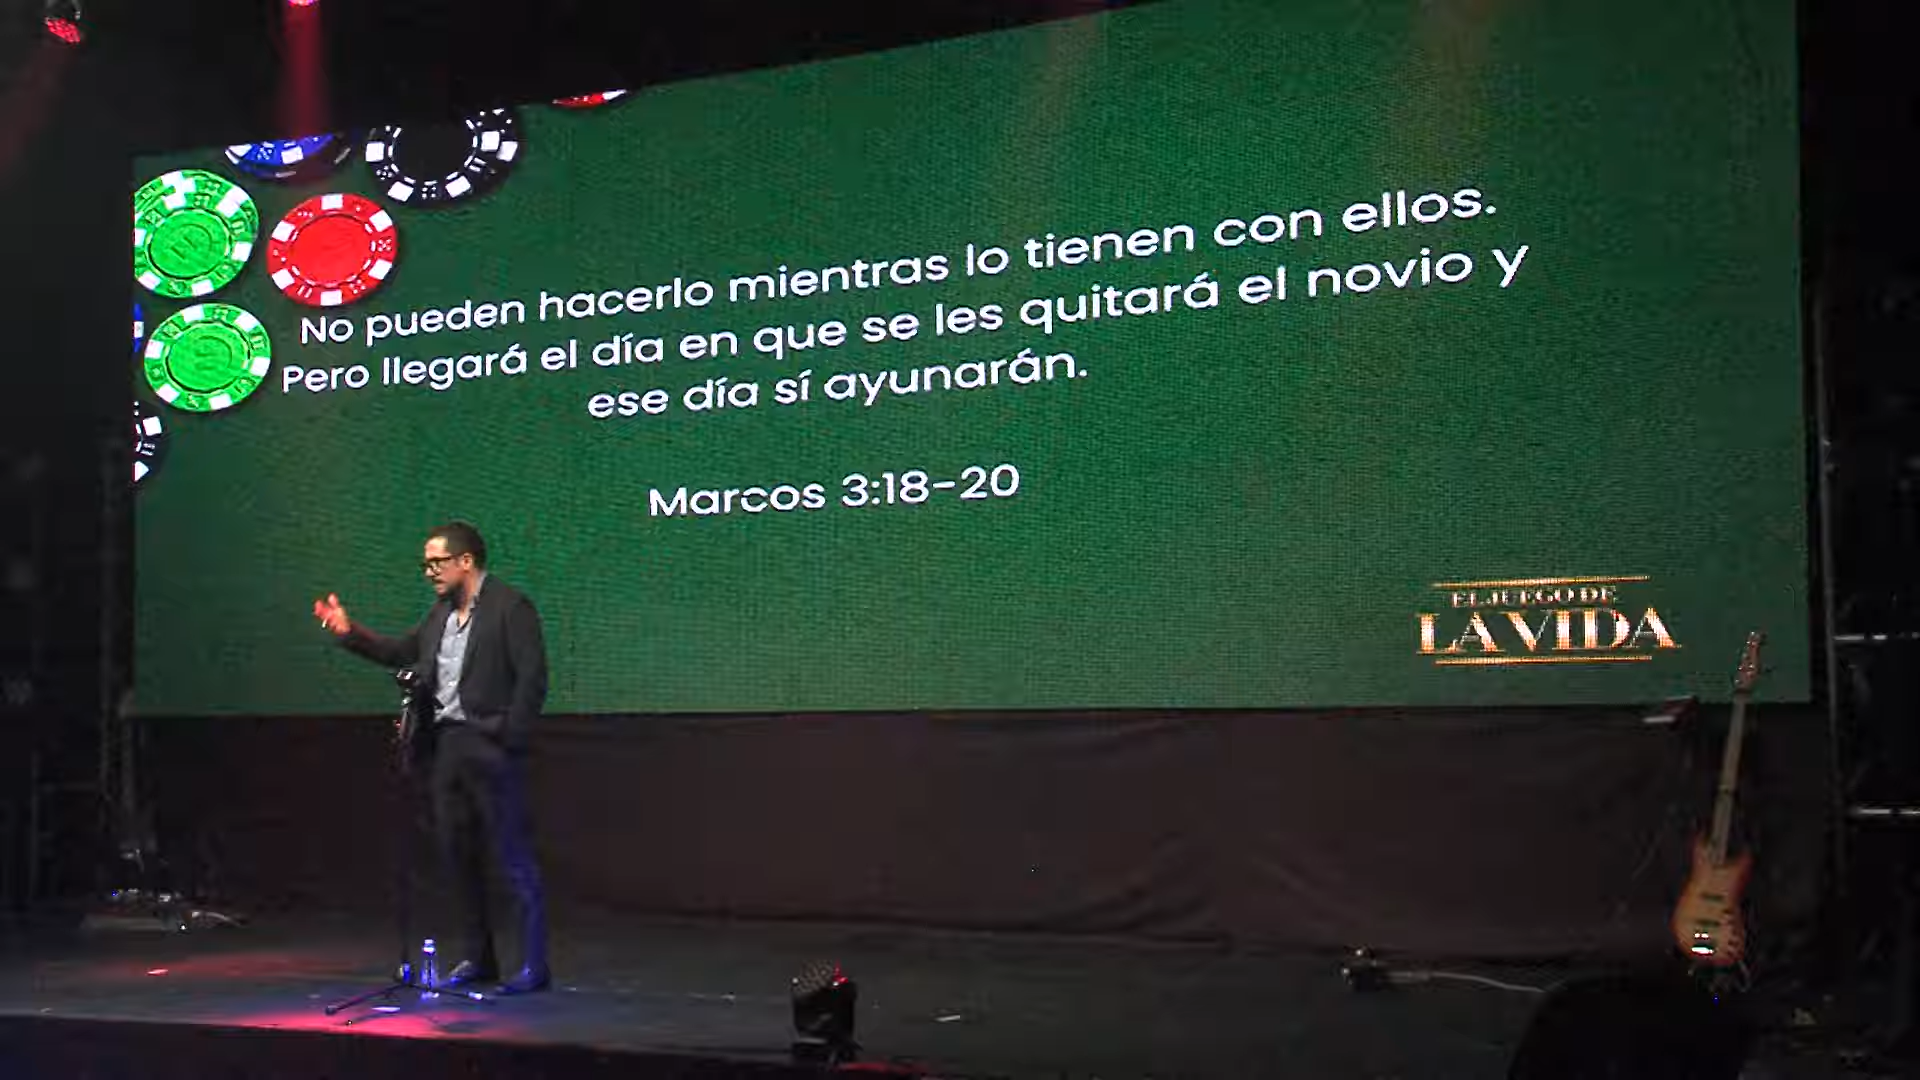 No pueden hacerlo mientras lo tienen con ellos.
Pero llegará el día en que se les quitará el novio y
ese día sí ayunarán.
Marcos 3:18-20
EL JUEGO DE
LA VIDA